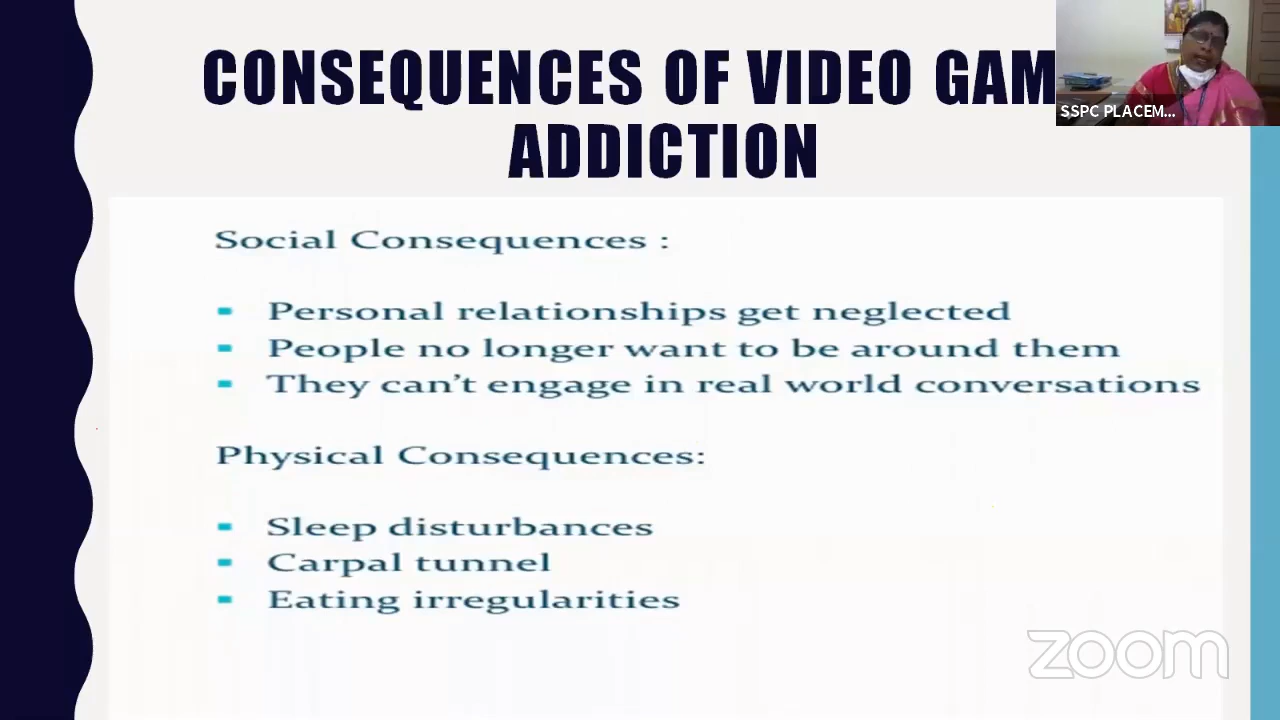 CONSEQUENCES OF VIDEO GAM
ADDICTION
SSPC PLACEM...
Social Consequences :
Personal relationships get neglected
People no longer want to be around them
They can't engage in real world conversations
Physical Consequences:
Sleep disturbances
Carpal tunnel
Eating irregularities
zoom